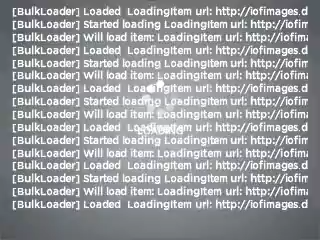 [BulkLoader] Loaded LoadingItem url: http://iofimages.d
[BulkLoader] Started loading LoadingItem url: http://iofim
[BulkLoader] Will load item: LoadingItem url: http://iofima
[BulkLoader] Loaded LoadingItem url: http://iofimages.d
[BulkLoader] Started loading LoadingItem url: http://iofim
[BulkLoader] Will load item: LoadingItem url: http://iofima
[BulkLoader] Loaded LoadingItem url: http://iofimages.d
[BulkLoader] Started loading LoadingItem url: http://iofim
[BulkLoader] Will load item: LoadingItem url: http://iofima
[BulkLoader] Loaded LoadingItem url: http://iofimages.d
LOADING
[BulkLoader] Started loading LoadingItem url: http://iofim
[BulkLoader] Will load item: LoadingItem url: http://iofima
[BulkLoader] Loaded LoadingItem url: http://iofimages.d
[BulkLoader] Started loading LoadingItem url: http://iofim
[BulkLoader] Will load item: LoadingItem url: http://iofima
[BulkLoader] Loaded LoadingItem url: http://iofimages.d